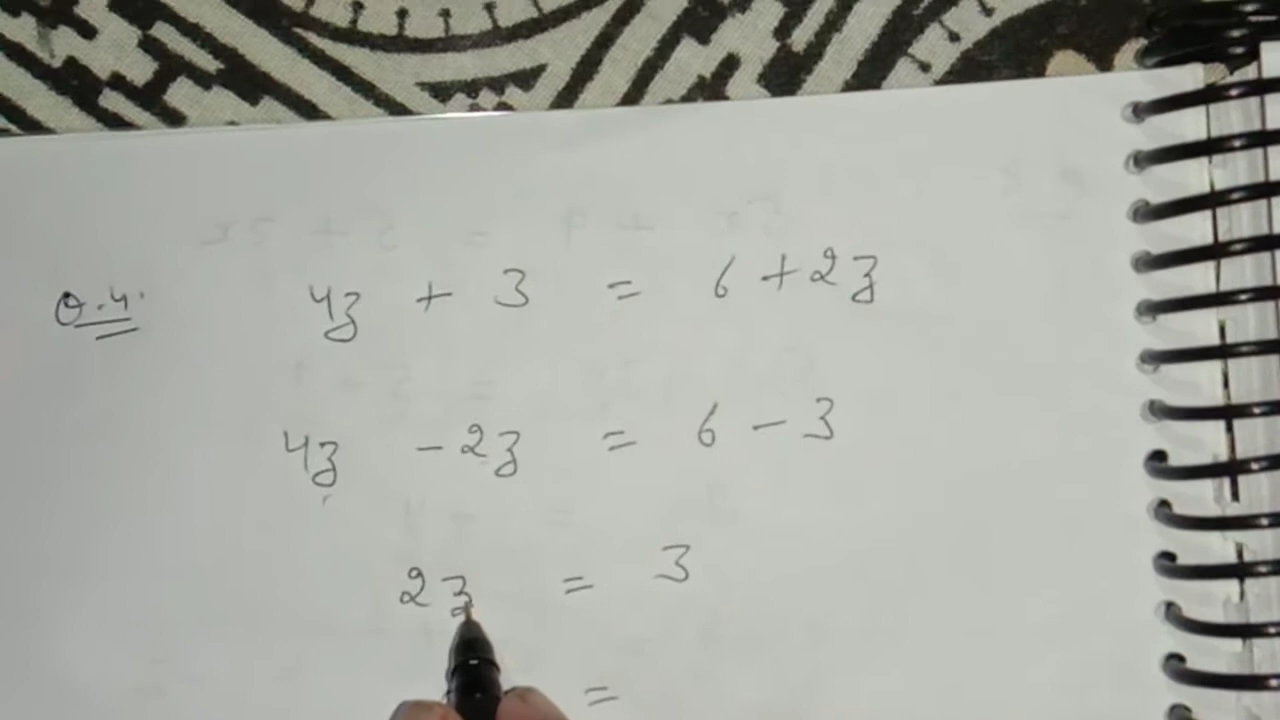 Q.4. 4z + 3 = 6 + 2z
4z - 2z = 6 - 3
2z = 3
=